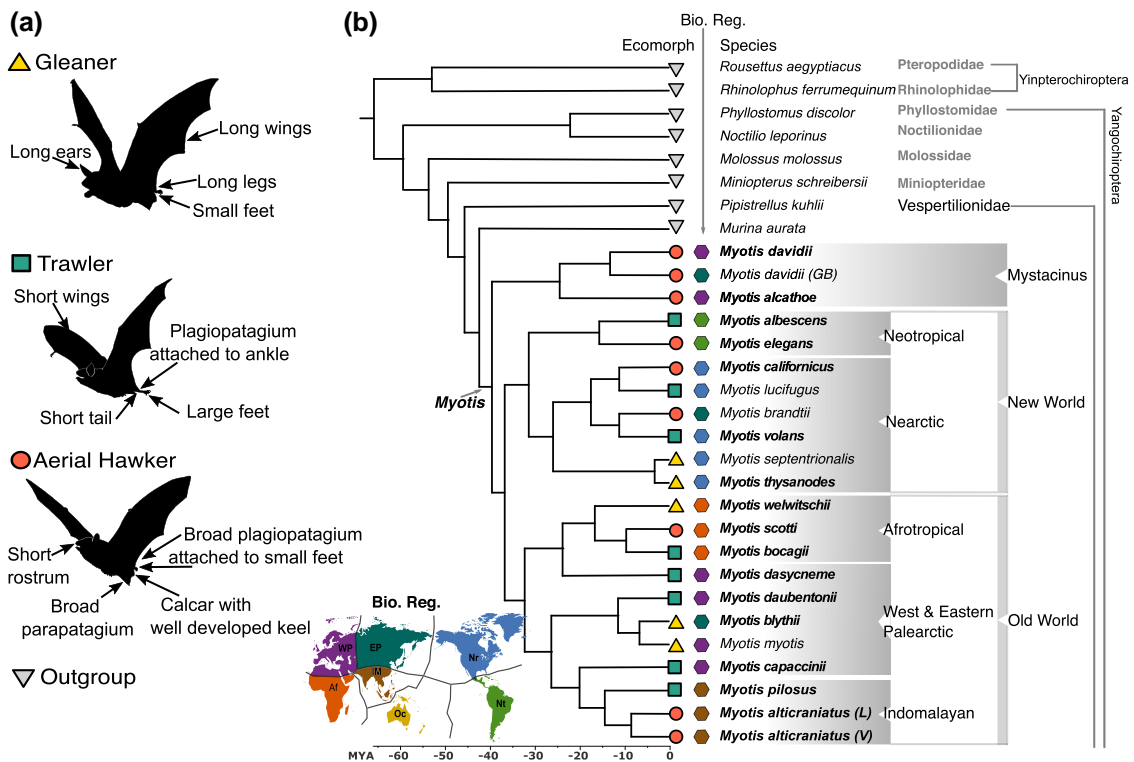 (a)
Gleaner
Long wings
Long ears
Long legs
Small feet
Trawler
Short wings
Plagiopatagium
attached to ankle
Short tail
Large feet
Aerial Hawker
Short
rostrum
Broad plagiopatagium
attached to small feet
Broad
parapatagium
Calcar with
well developed keel
Outgroup
(b)
Bio. Reg.
Ecomorph Species
Rousettus aegyptiacus Pteropodidae
Yinpterochiroptera
Rhinolophus ferrumequinum Rhinolophidae
Phyllostomus discolor Phyllostomidae
Noctilio leporinus Noctilionidae
Molossus molossus Molossidae
Miniopterus schreibersii Miniopteridae
Pipistrellus kuhlii Vespertilionidae
Murina aurata
Yangochiroptera
Myotis davidii
Myotis davidii (GB)
Mystacinus
Myotis alcathoe
Myotis albescens
Neotropical
Myotis elegans
Myotis californicus
Myotis lucifugus
Myotis
New World
Myotis brandtii
Nearctic
Myotis volans
Myotis septentrionalis
Myotis thysanodes
Myotis welwitschii
Myotis scotti
Afrotropical
Myotis bocagii
Myotis dasycneme
Myotis daubentonii
Myotis blythii
West & Eastern
Palearctic
Old World
Myotis myotis
Myotis capaccinii
Myotis pilosus
Myotis alticraniatus (L)
Indomalayan
Myotis alticraniatus (V)
Bio. Reg.
WP
EP
Nr
IM
Af
Oc
Nt
MYA -60 -50 -40 -30 -20 -10 0